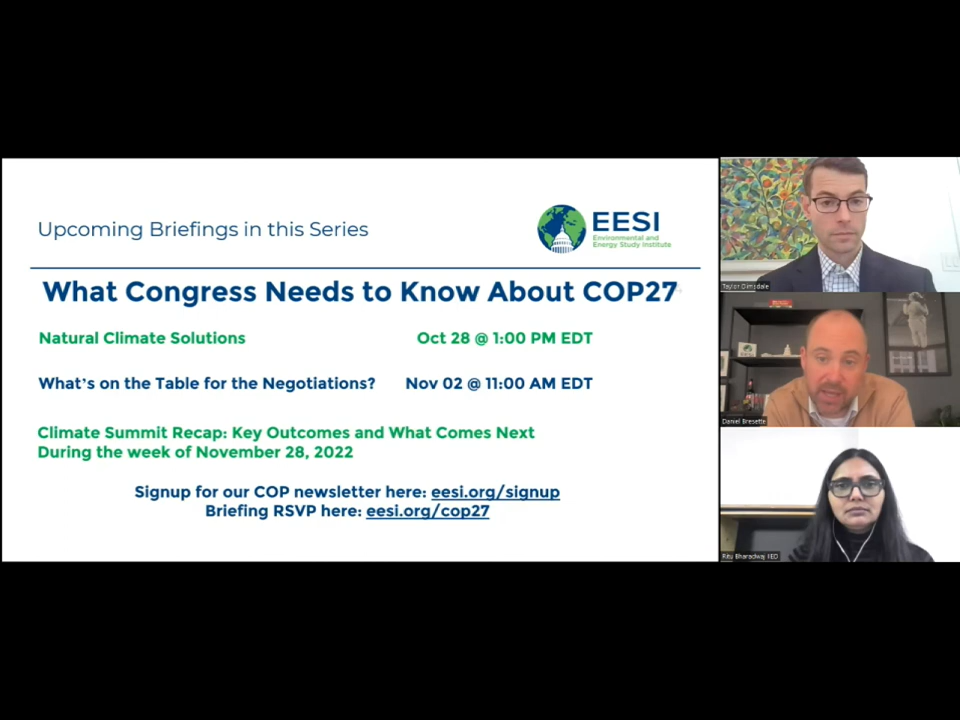 Upcoming Briefings in this Series
EESI
Environmental and
Energy Study Institute
What Congress Needs to Know About COP27
Natural Climate Solutions Oct 28 @ 1:00 PM EDT
What's on the Table for the Negotiations? Nov 02 @ 11:00 AM EDT
Climate Summit Recap: Key Outcomes and What Comes Next
During the week of November 28, 2022
Signup for our COP newsletter here: eesi.org/signup
Briefing RSVP here: eesi.org/cop27
Taylor Dimsdale
Daniel Bresette
Ritu Bharadwaj IIED